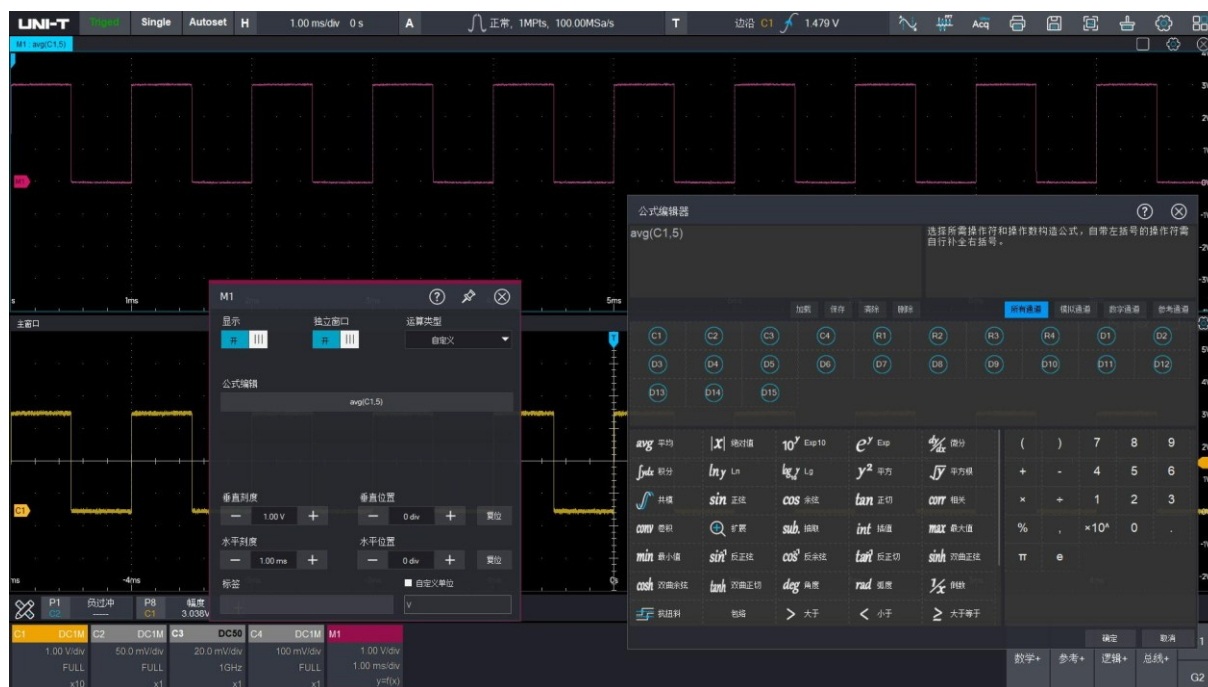 UNI-T Triged Single Autoset H 1.00 ms/div 0 s A 正常, 1MPts, 100.00MSa/s T 边沿 C1 1.479 V Acq
M1 : avg(C1,5)
M1
公式编辑器
avg(C1,5)
选择所需操作符和操作数构造公式，自带左括号的操作符需
自行补全右括号。
加载 保存 清除 删除 所有通道 模拟通道 数字通道 参考通道
C1 C2 C3 C4 R1 R2 R3 R4 D1 D2
D3 D4 D5 D6 D7 D8 D9 D10 D11 D12
D13 D14 D15
avg 平均 |x| 绝对值 10^y Exp10 e^y Exp dy/dx 微分 ( ) 7 8 9
∫ydx 积分 ln y Ln lg y Lg y² 平方 √y 平方根 + - 4 5 6
共模 sin 正弦 cos 余弦 tan 正切 corr 相关 × ÷ 1 2 3
conv 卷积 扩展 sub. 抽取 int 插值 max 最大值 % , ×10^ 0 .
min 最小值 sin⁻¹ 反正弦 cos⁻¹ 反余弦 tan⁻¹ 反正切 sinh 双曲正弦 π e
cosh 双曲余弦 tanh 双曲正切 deg 角度 rad 弧度 1/x 倒数
抗扭斜 包络 > 大于 < 小于 ≥ 大于等于
确定 取消
1ms 5ms
主窗口
M1
显示 独立窗口 运算类型
开 开 自定义
公式编辑
avg(C1,5)
垂直刻度 垂直位置
− 1.00 V + − 0 div + 复位
水平刻度 水平位置
− 1.00 ms + − 0 div + 复位
标签 自定义单位
V
C1
-4ms 0s
P1 负过冲 P8 幅度
C2 ---- C1 3.038V
C1 DC1M C2 DC1M C3 DC50 C4 DC1M M1
1.00 V/div 50.0 mV/div 20.0 mV/div 100 mV/div 1.00 V/div
FULL FULL 1GHz FULL 1.00 ms/div
x10 x1 x1 x1 y=f(x)
数学+ 参考+ 逻辑+ 总线+
G2